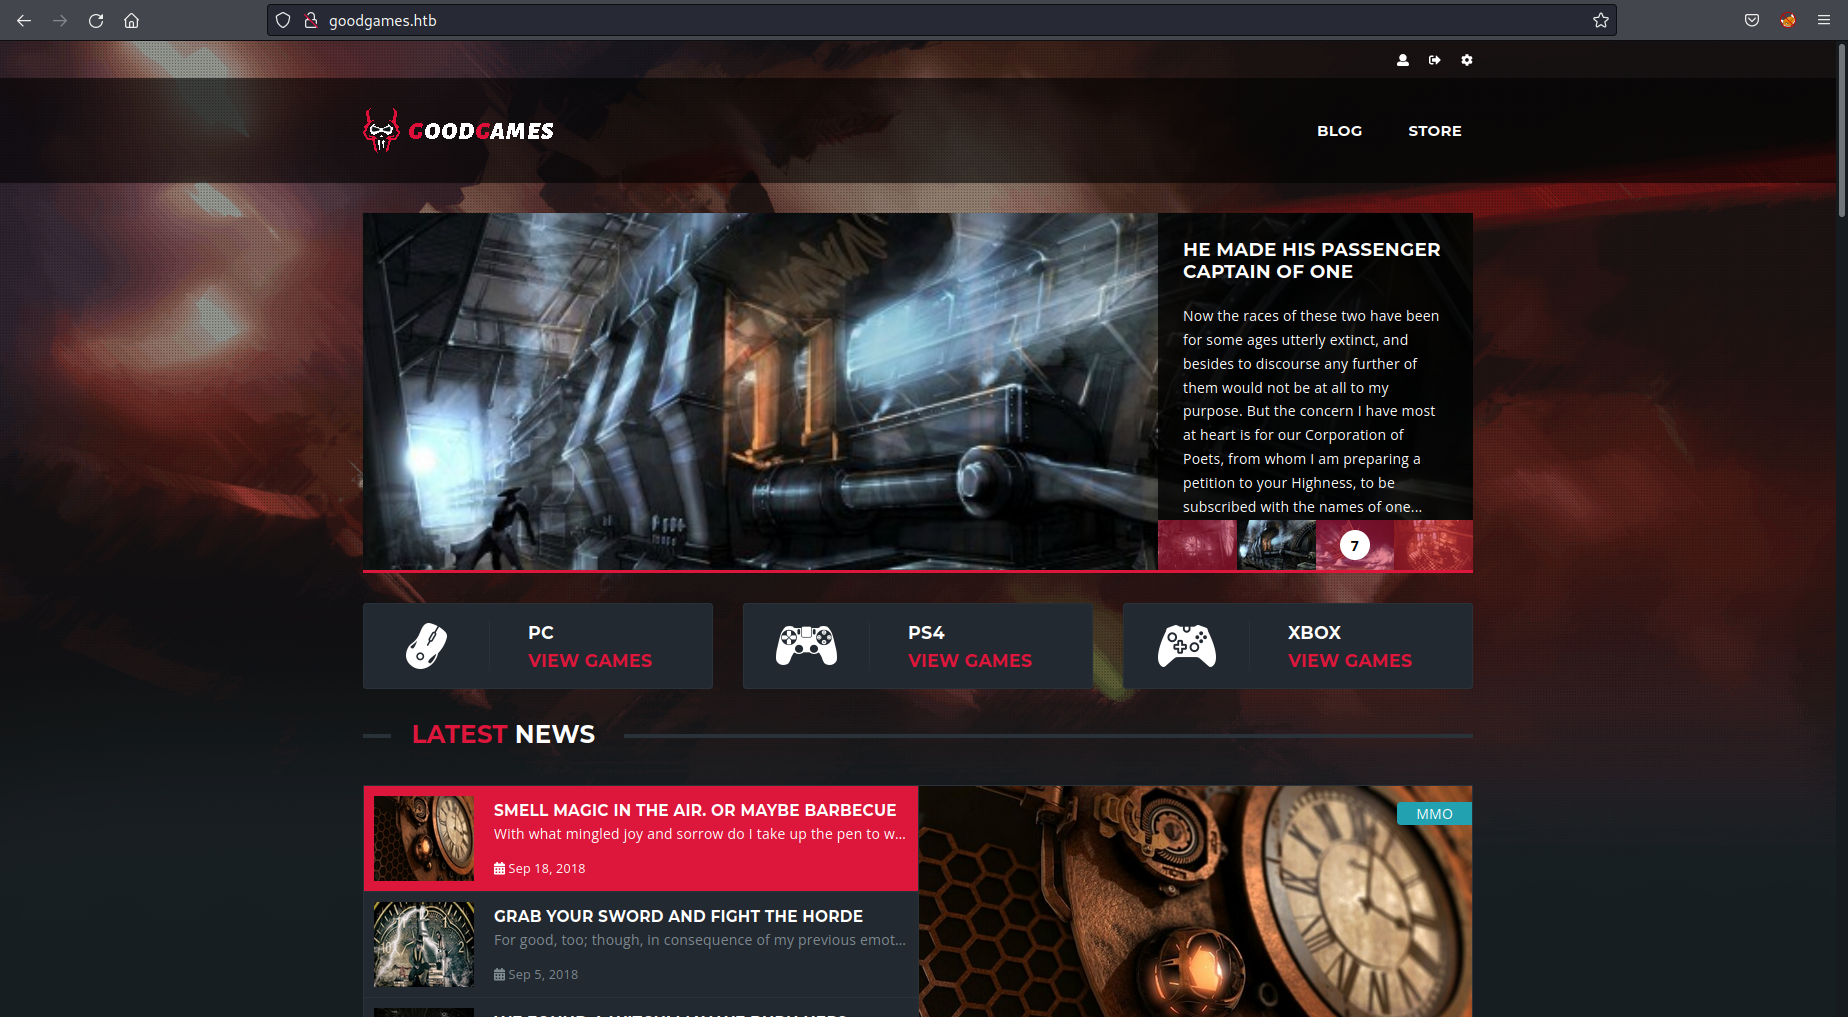 goodgames.htb
GOODGAMES
BLOG
STORE
HE MADE HIS PASSENGER
CAPTAIN OF ONE
Now the races of these two have been
for some ages utterly extinct, and
besides to discourse any further of
them would not be at all to my
purpose. But the concern I have most
at heart is for our Corporation of
Poets, from whom I am preparing a
petition to your Highness, to be
subscribed with the names of one...
7
PC
VIEW GAMES
PS4
VIEW GAMES
XBOX
VIEW GAMES
LATEST NEWS
SMELL MAGIC IN THE AIR. OR MAYBE BARBECUE
With what mingled joy and sorrow do I take up the pen to w...
Sep 18, 2018
MMO
GRAB YOUR SWORD AND FIGHT THE HORDE
For good, too; though, in consequence of my previous emot...
Sep 5, 2018